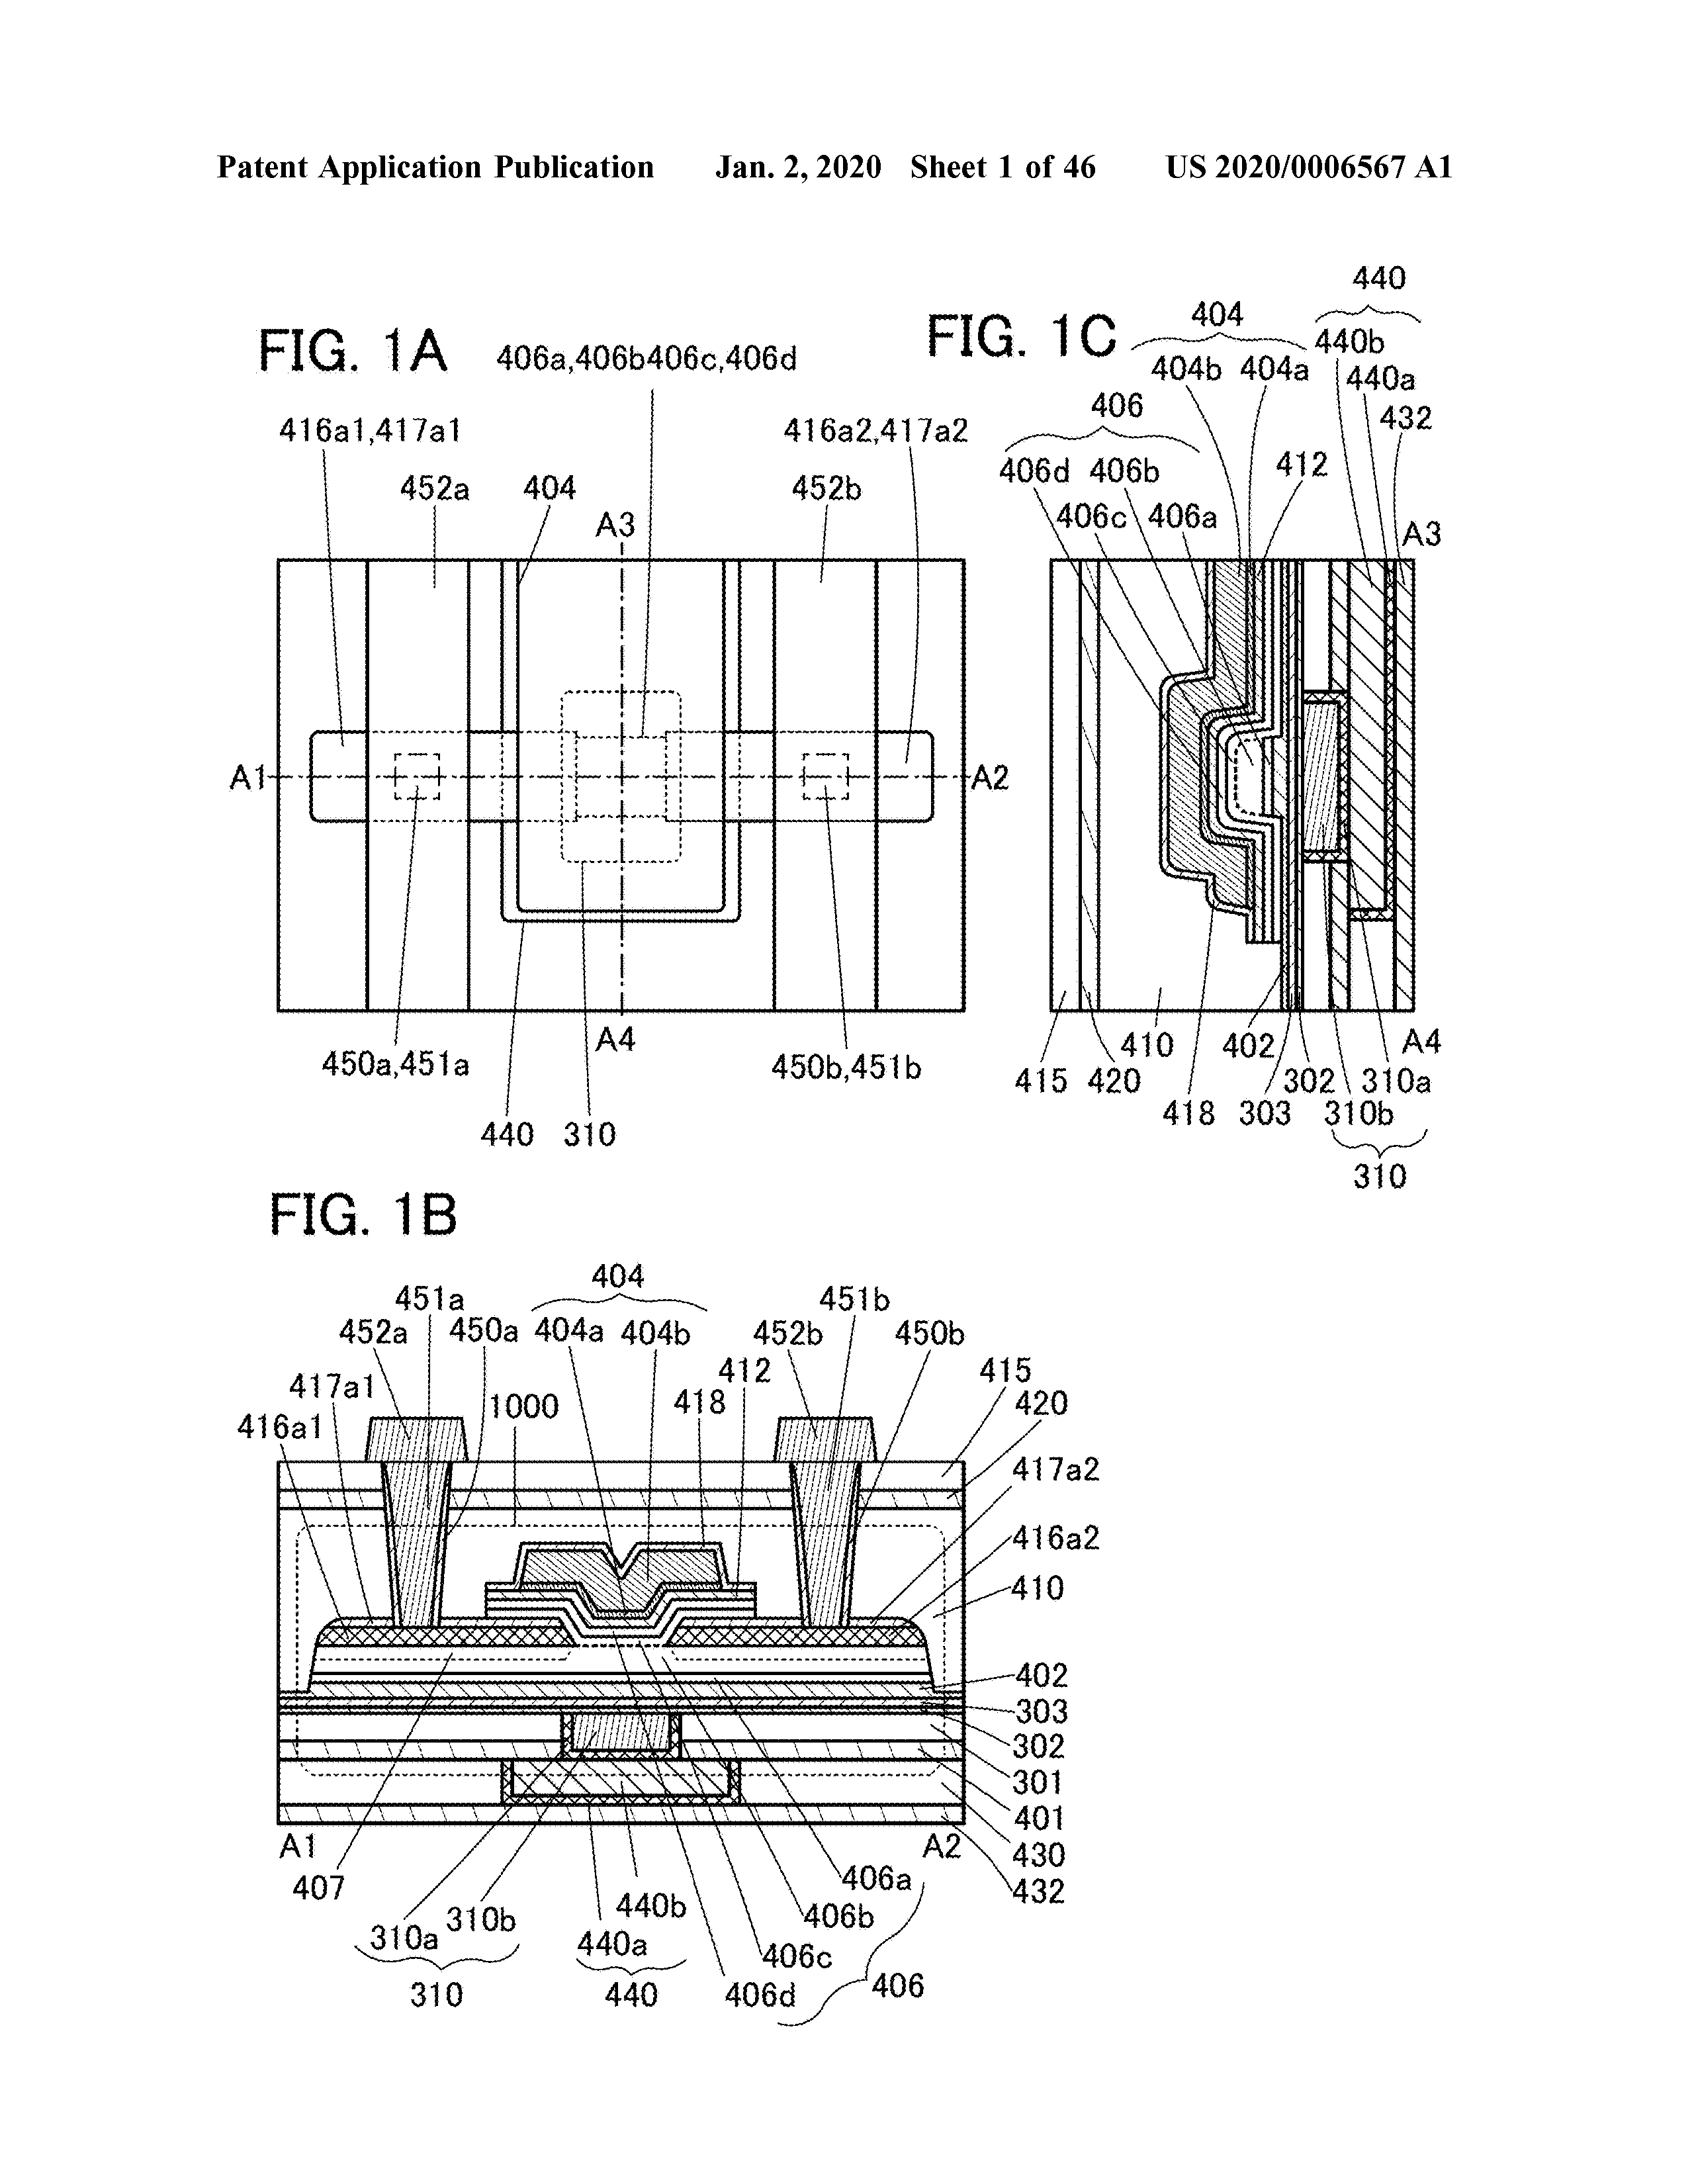 Patent Application Publication Jan. 2, 2020 Sheet 1 of 46 US 2020/0006567 A1
FIG. 1A
406a,406b406c,406d
416a1,417a1
416a2,417a2
452a
404
452b
A3
A1
A2
A4
450a,451a
450b,451b
440
310
FIG. 1C
440
404
440b
404b
404a
440a
406
432
406d
406b
412
406c
406a
A3
410
402
A4
415
420
302
310a
418
303
310b
310
FIG. 1B
404
451a
451b
452a
450a
404a
404b
452b
450b
412
415
417a1
418
420
1000
416a1
417a2
416a2
410
402
303
302
301
401
A1
A2
430
407
406a
432
440b
406b
310b
310a
440a
406c
310
440
406d
406